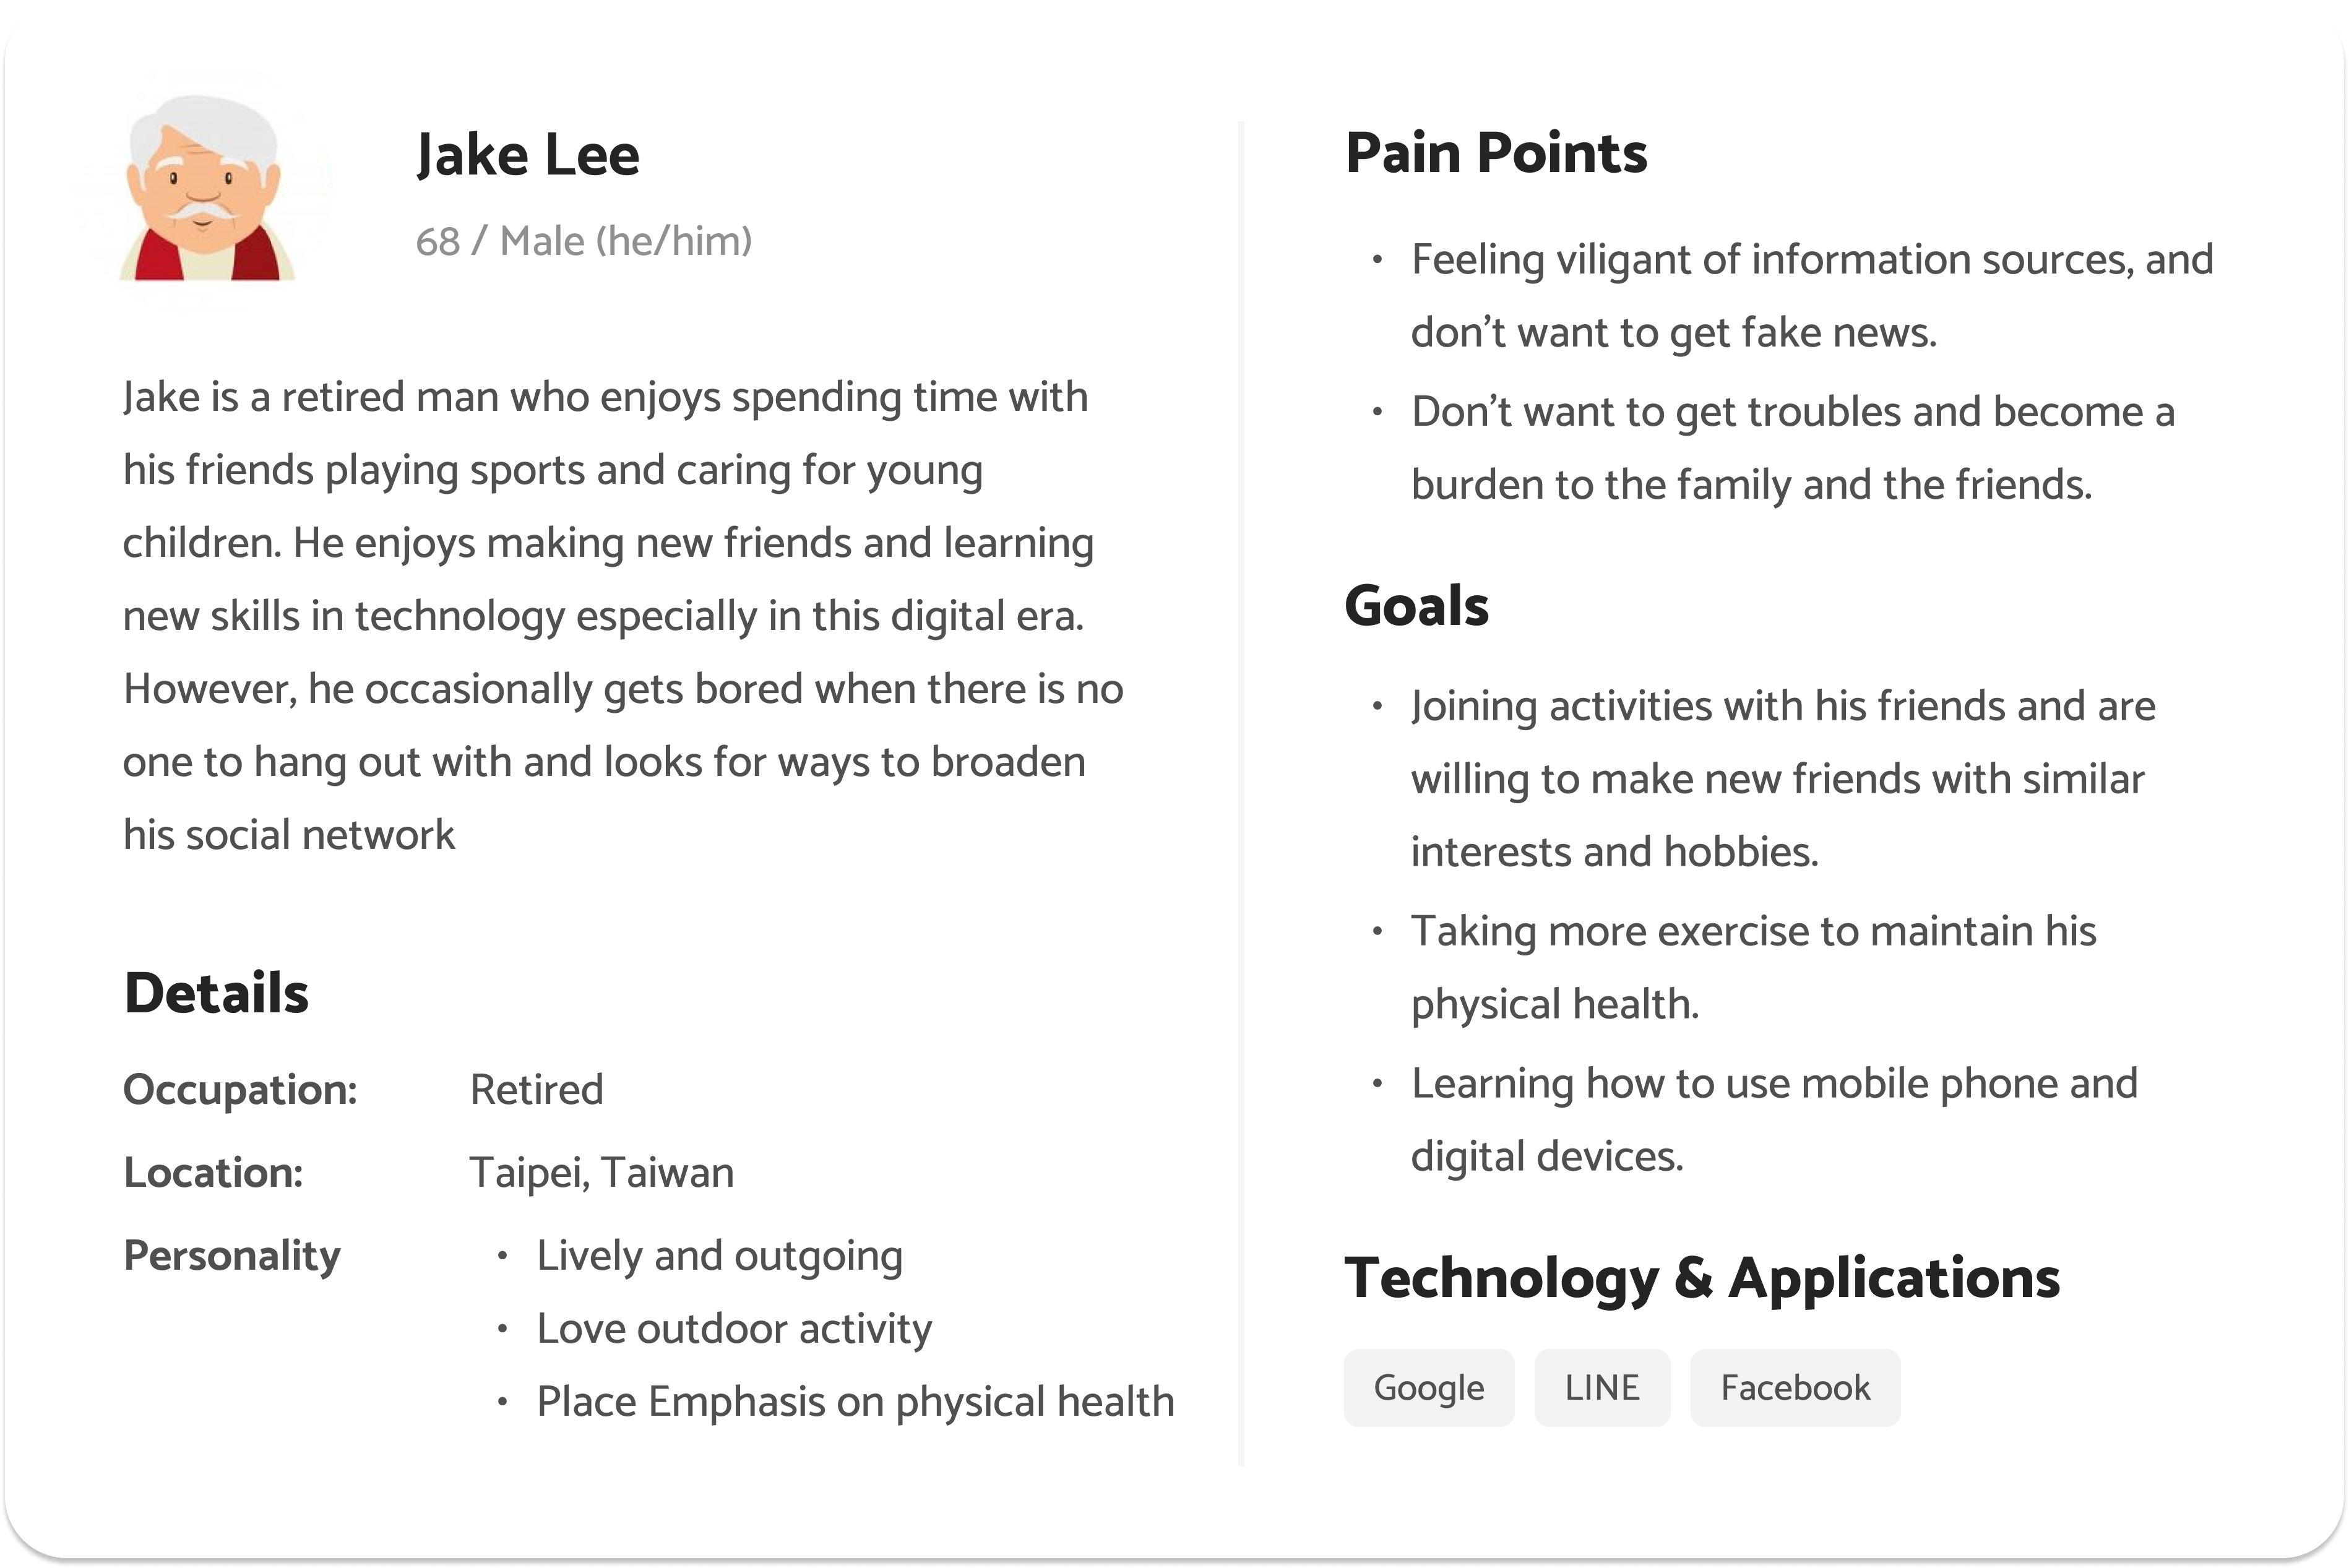 Jake Lee
68 / Male (he/him)
Jake is a retired man who enjoys spending time with
his friends playing sports and caring for young
children. He enjoys making new friends and learning
new skills in technology especially in this digital era.
However, he occasionally gets bored when there is no
one to hang out with and looks for ways to broaden
his social network
Details
Occupation: Retired
Location: Taipei, Taiwan
Personality • Lively and outgoing
• Love outdoor activity
• Place Emphasis on physical health
Pain Points
• Feeling viligant of information sources, and
don’t want to get fake news.
• Don’t want to get troubles and become a
burden to the family and the friends.
Goals
• Joining activities with his friends and are
willing to make new friends with similar
interests and hobbies.
• Taking more exercise to maintain his
physical health.
• Learning how to use mobile phone and
digital devices.
Technology & Applications
Google LINE Facebook